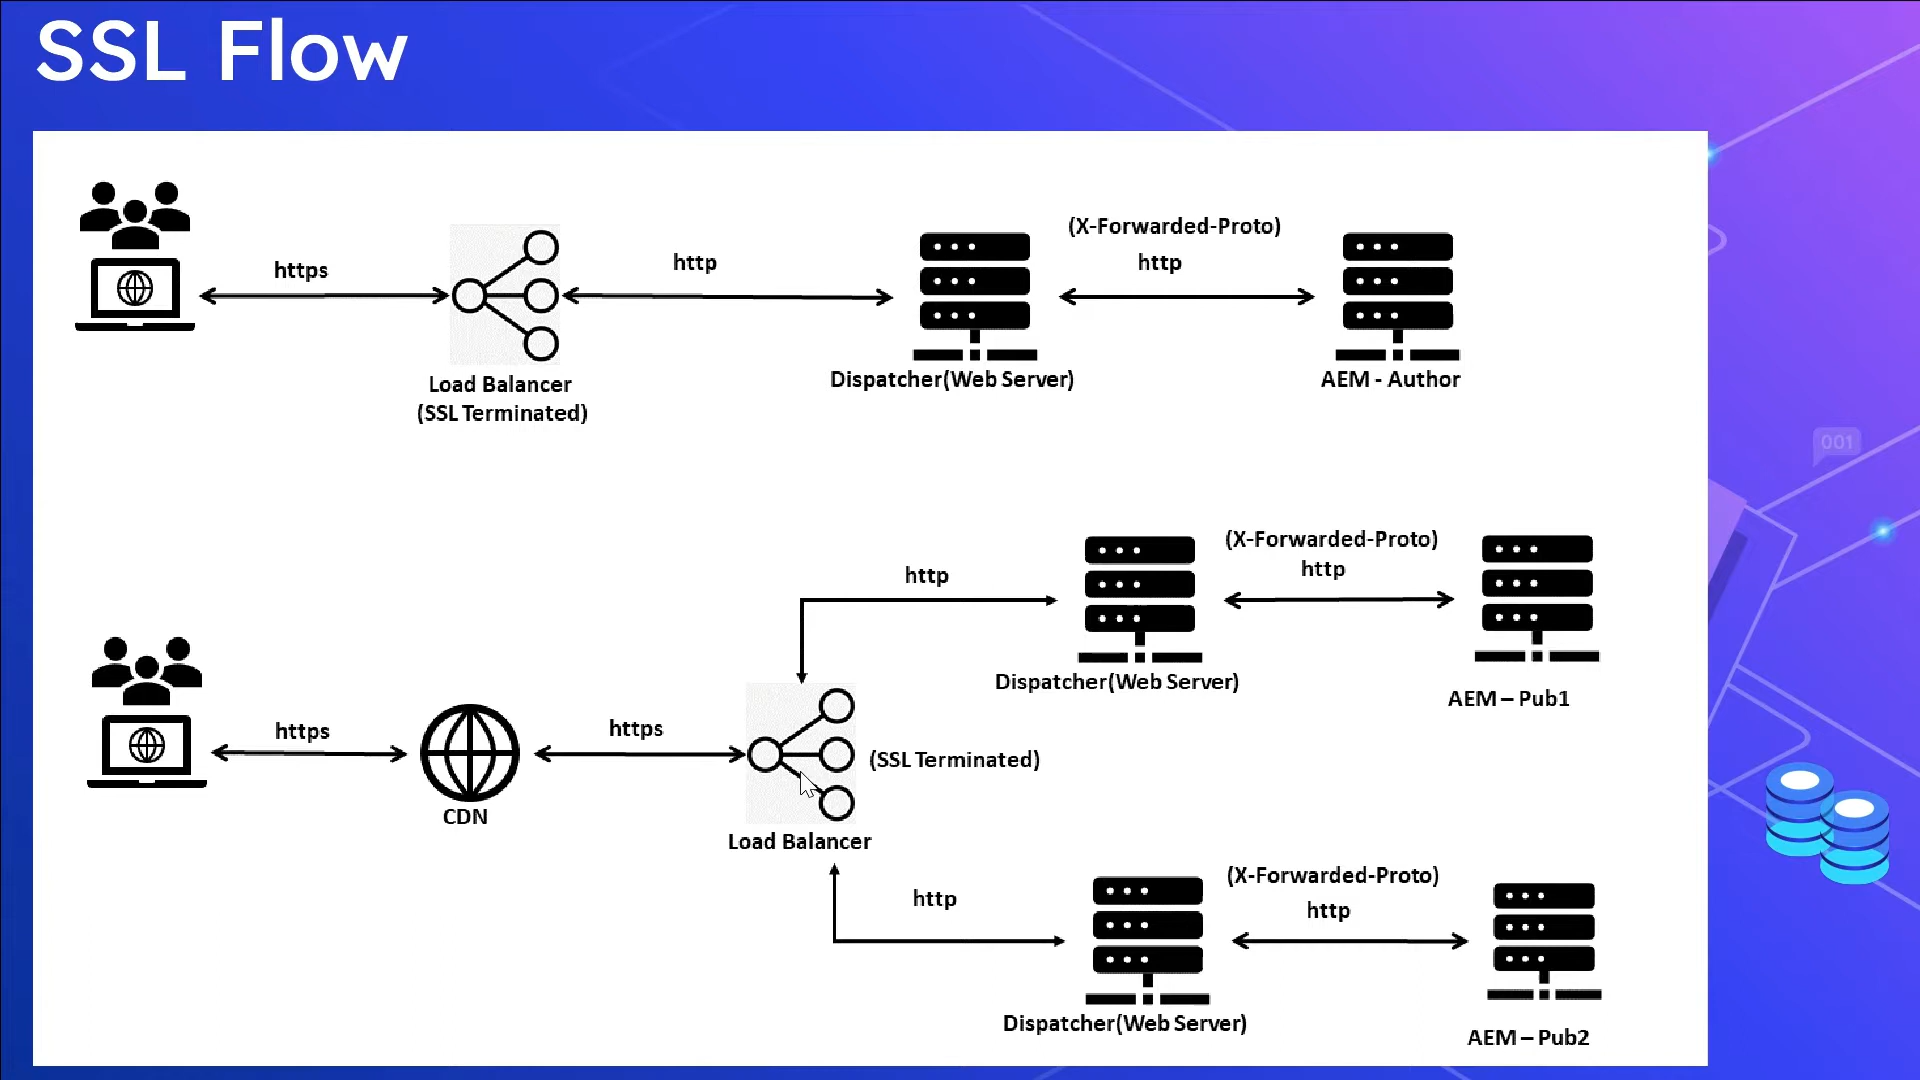 SSL Flow
https
Load Balancer
(SSL Terminated)
http
Dispatcher(Web Server)
(X-Forwarded-Proto)
http
AEM - Author
001
https
CDN
https
Load Balancer
(SSL Terminated)
http
Dispatcher(Web Server)
(X-Forwarded-Proto)
http
AEM – Pub1
http
Dispatcher(Web Server)
(X-Forwarded-Proto)
http
AEM – Pub2